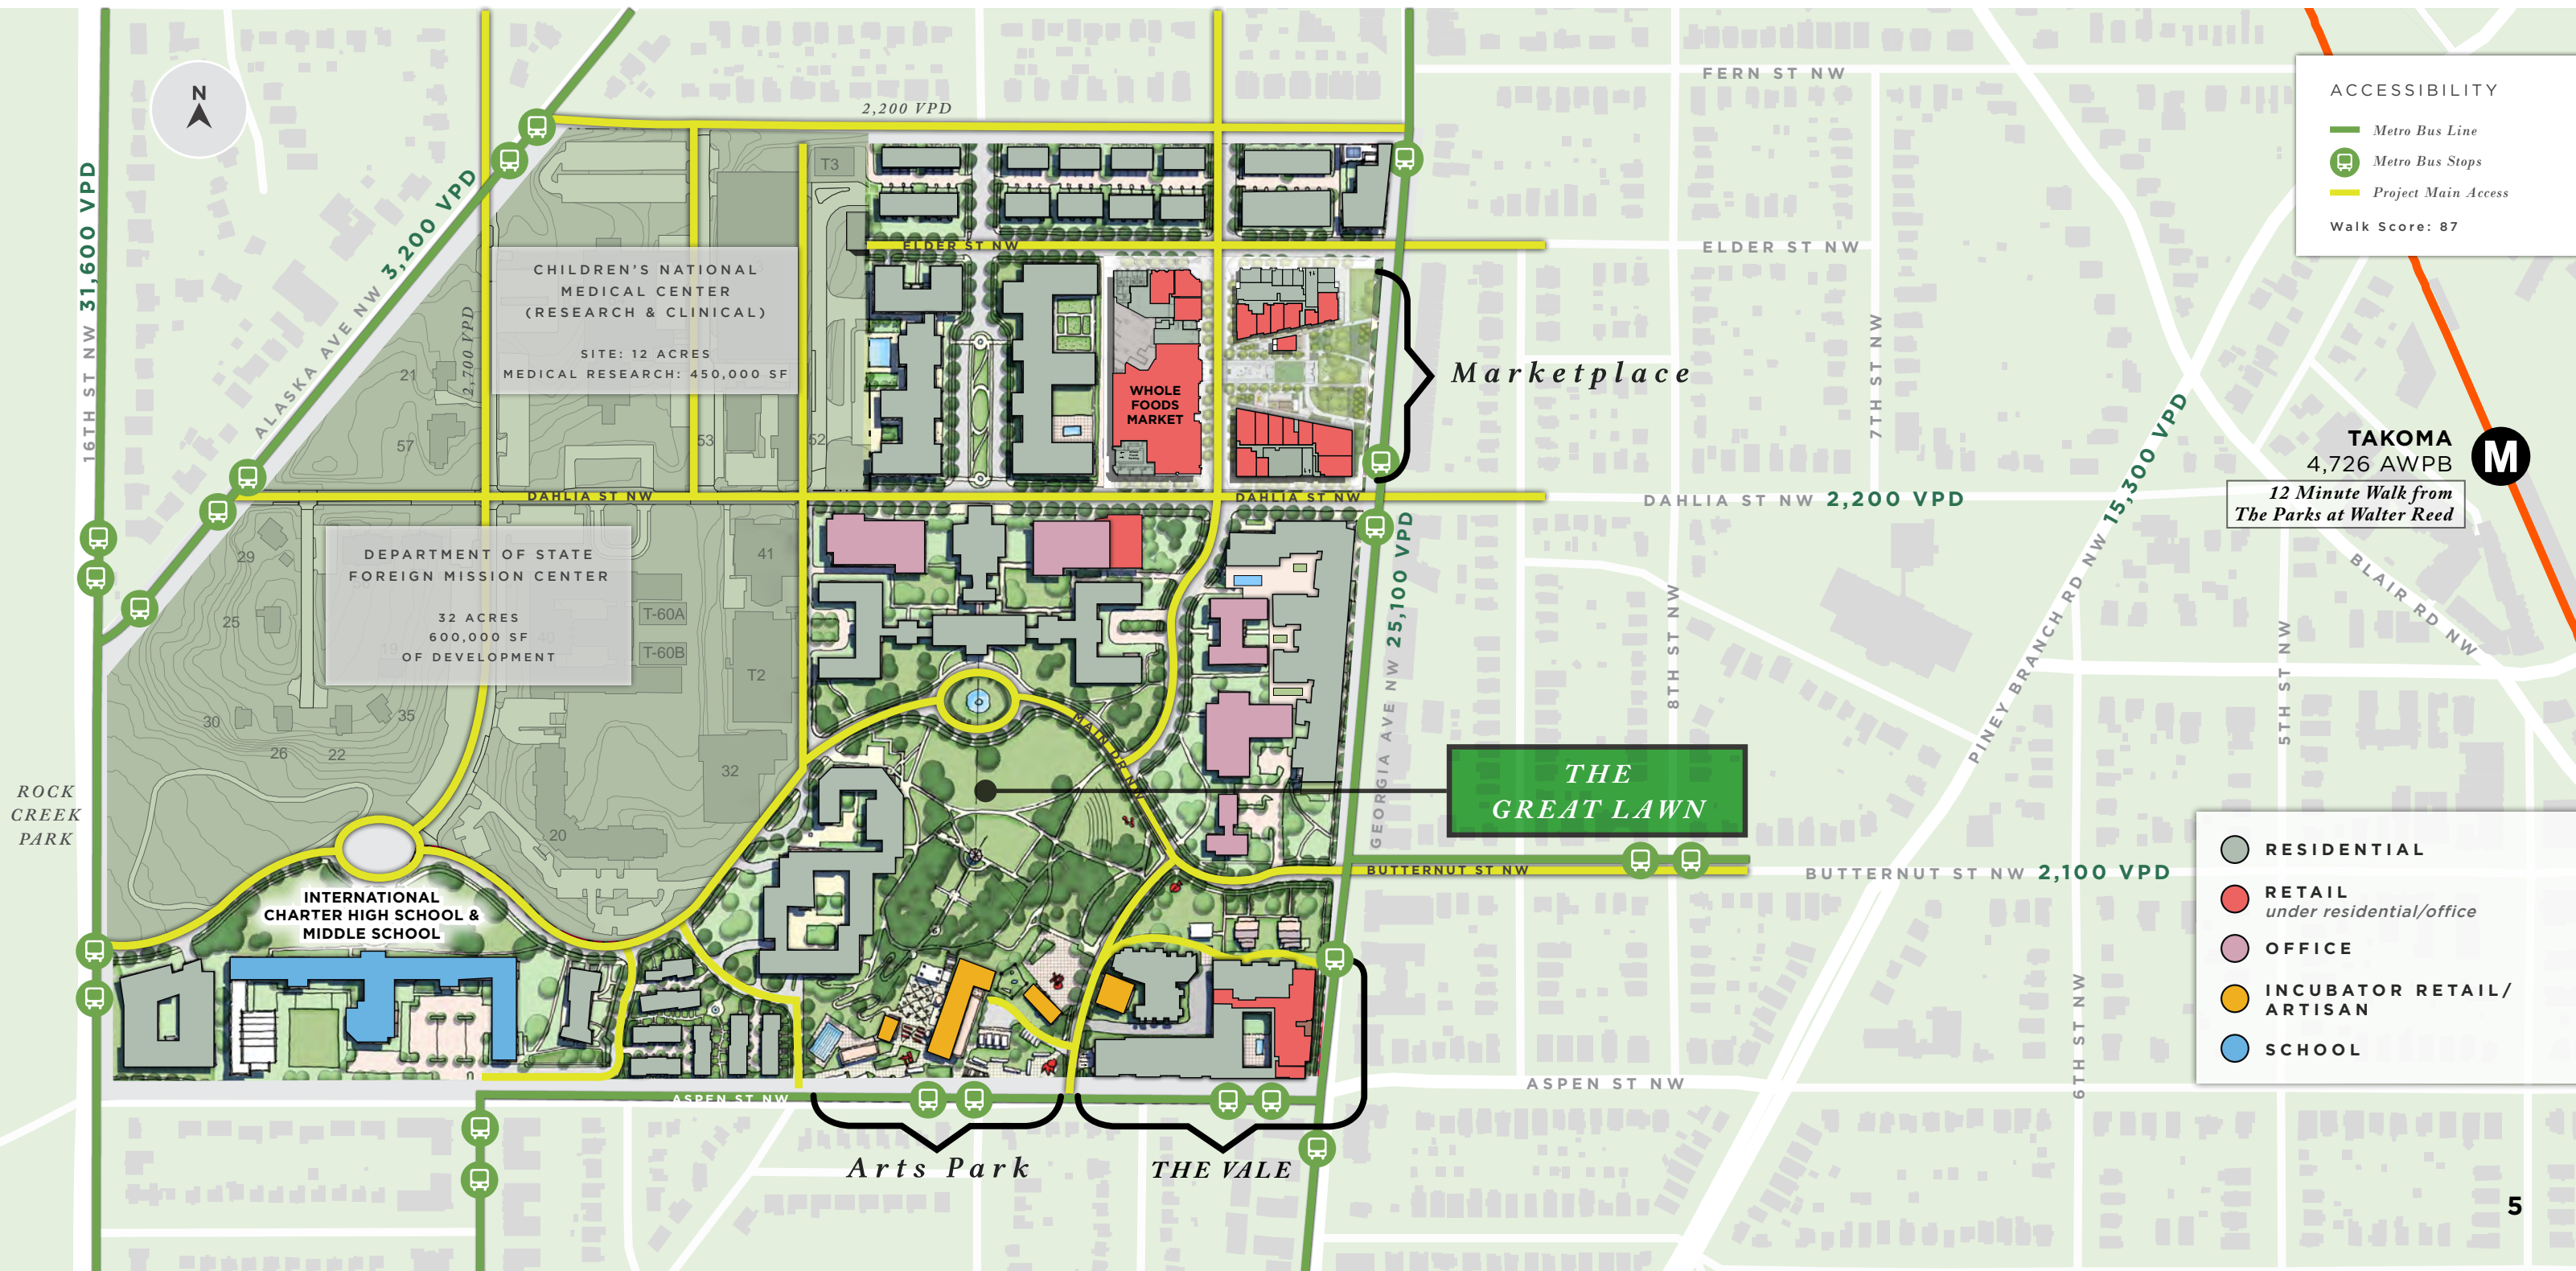 N
16TH ST NW 31,600 VPD
ALASKA AVE NW 3,200 VPD
2,200 VPD
2,700 VPD
FERN ST NW
ELDER ST NW
ELDER ST NW
7TH ST NW
ACCESSIBILITY
Metro Bus Line
Metro Bus Stops
Project Main Access
Walk Score: 87
T3
CHILDREN'S NATIONAL
MEDICAL CENTER
(RESEARCH & CLINICAL)
SITE: 12 ACRES
MEDICAL RESEARCH: 450,000 SF
21
57
53
52
WHOLE
FOODS
MARKET
Marketplace
TAKOMA
4,726 AWPB
M
12 Minute Walk from
The Parks at Walter Reed
DAHLIA ST NW
DAHLIA ST NW
DAHLIA ST NW 2,200 VPD
PINEY BRANCH RD NW 15,300 VPD
BLAIR RD NW
DEPARTMENT OF STATE
FOREIGN MISSION CENTER
32 ACRES
600,000 SF
OF DEVELOPMENT
29
25
41
T-60A
T-60B
T2
40
19
30
26
22
35
32
20
GEORGIA AVE NW 25,100 VPD
8TH ST NW
5TH ST NW
6TH ST NW
MAIN DR NW
THE
GREAT LAWN
ROCK
CREEK
PARK
INTERNATIONAL
CHARTER HIGH SCHOOL &
MIDDLE SCHOOL
BUTTERNUT ST NW
BUTTERNUT ST NW 2,100 VPD
RESIDENTIAL
RETAIL
under residential/office
OFFICE
INCUBATOR RETAIL/
ARTISAN
SCHOOL
ASPEN ST NW
ASPEN ST NW
Arts Park
THE VALE
5